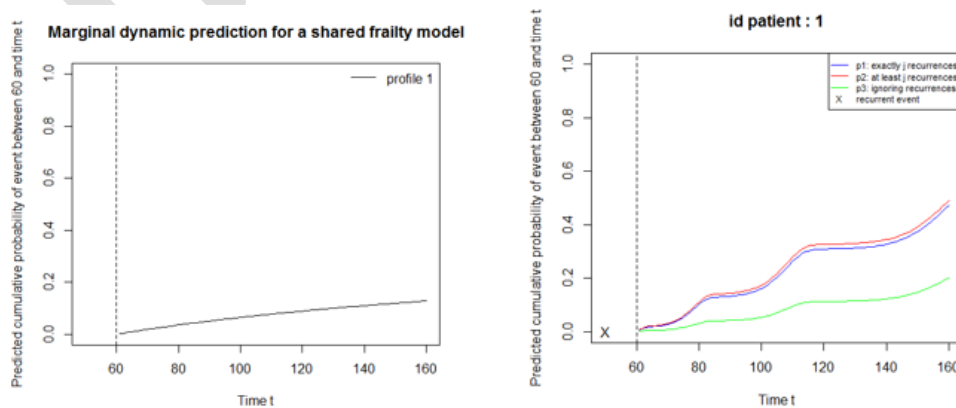 Marginal dynamic prediction for a shared frailty model
Predicted cumulative probability of event between 60 and time t
1.0
0.8
0.6
0.4
0.2
0.0
profile 1
60
80
100
120
140
160
Time t
id patient : 1
Predicted cumulative probability of event between 60 and time t
1.0
0.8
0.6
0.4
0.2
0.0
p1: exactly j recurrences
p2: at least j recurrences
p3: ignoring recurrences
X recurrent event
X
60
80
100
120
140
160
Time t